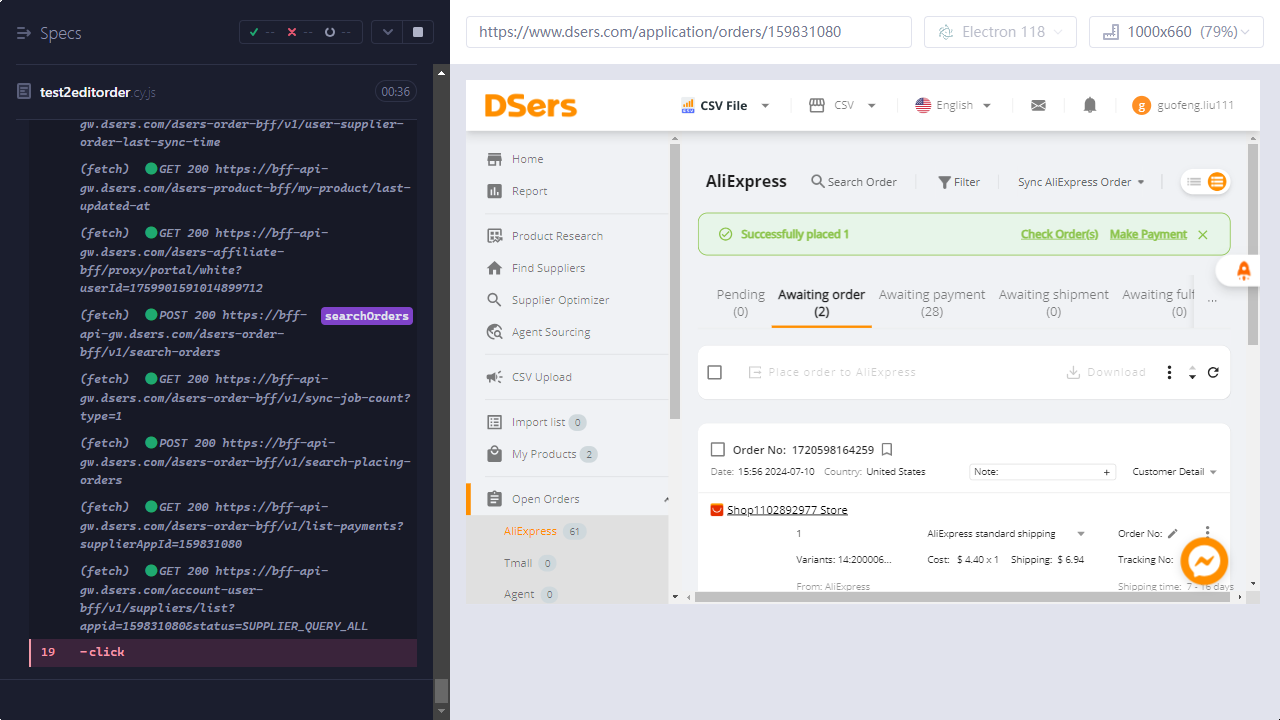 Specs
-- -- --
test2editorder.cy.js
00:36
gw.dsers.com/dsers-order-bff/v1/user-supplier-
order-last-sync-time
(fetch) GET 200 https://bff-api-
gw.dsers.com/dsers-product-bff/my-product/last-
updated-at
(fetch) GET 200 https://bff-api-
gw.dsers.com/dsers-affiliate-
bff/proxy/portal/white?
userId=1759901591014899712
(fetch) POST 200 https://bff- searchOrders
api-gw.dsers.com/dsers-order-
bff/v1/search-orders
(fetch) GET 200 https://bff-api-
gw.dsers.com/dsers-order-bff/v1/sync-job-count?
type=1
(fetch) POST 200 https://bff-api-
gw.dsers.com/dsers-order-bff/v1/search-placing-
orders
(fetch) GET 200 https://bff-api-
gw.dsers.com/dsers-order-bff/v1/list-payments?
supplierAppId=159831080
(fetch) GET 200 https://bff-api-
gw.dsers.com/account-user-
bff/v1/suppliers/list?
appid=159831080&status=SUPPLIER_QUERY_ALL
19 -click
https://www.dsers.com/application/orders/159831080
Electron 118
1000x660 (79%)
DSers
CSV File
CSV
English
guofeng.liu111
Home
Report
Product Research
Find Suppliers
Supplier Optimizer
Agent Sourcing
CSV Upload
Import list 0
My Products 2
Open Orders
AliExpress 61
Tmall 0
Agent 0
AliExpress
Search Order
Filter
Sync AliExpress Order
Successfully placed 1
Check Order(s)
Make Payment
Pending
(0)
Awaiting order
(2)
Awaiting payment
(28)
Awaiting shipment
(0)
Awaiting fulf
(0)
...
Place order to AliExpress
Download
Order No: 1720598164259
Date: 15:56 2024-07-10 Country: United States
Note: +
Customer Detail
Shop1102892977 Store
1
AliExpress standard shipping
Order No:
Variants: 14:200006...
Cost: $ 4.40 x 1 Shipping: $ 6.94
Tracking No:
From: AliExpress
Shipping time: 7 - 16 days